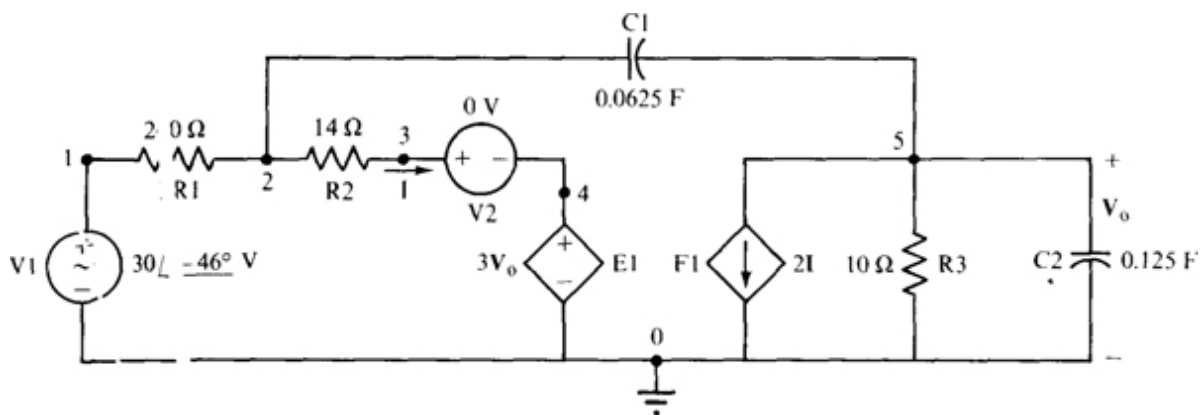 C1
0.0625 F
0 V
14 Ω
3
5
+
1
2
R1
R2
I
+
−
V2
4
V₀
V1
+
~
−
30∠ −46° V
3V₀
+
−
E1
F1
2I
10 Ω
R3
C2
0.125 F
0
−